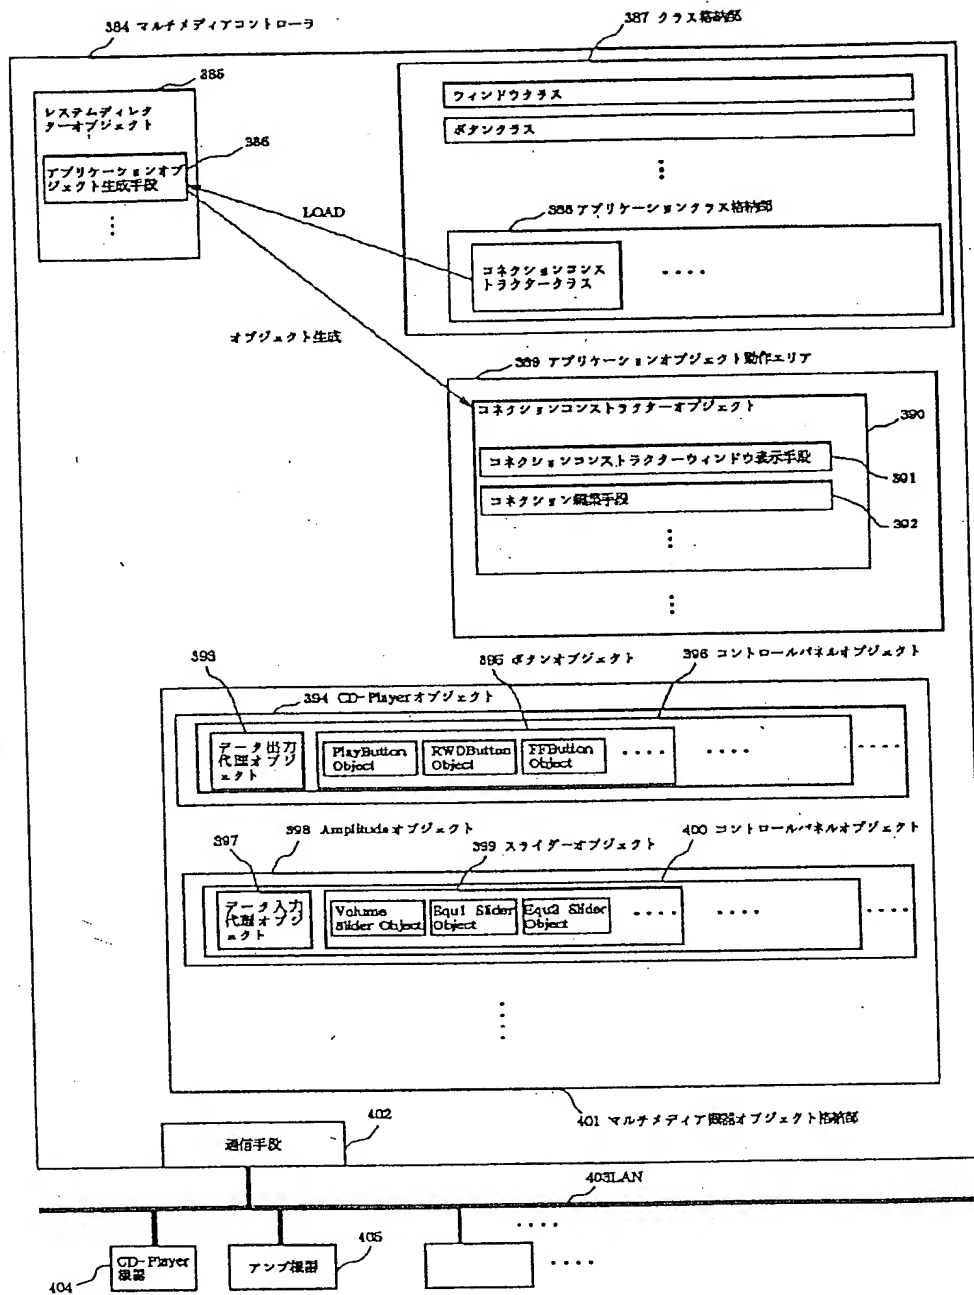 384 マルチメディアコントローラ
387 クラス格納部
385
システムディレク
ターオブジェクト
386
アプリケーションオブ
ジェクト生成手段
ウィンドウクラス
ボタンクラス
LOAD
388アプリケーションクラス格納部
コネクションコンス
トラクタークラス
オブジェクト生成
389 アプリケーションオブジェクト動作エリア
コネクションコンストラクターオブジェクト
390
コネクションコンストラクターウィンドウ表示手段
391
コネクション編集手段
392
393
395 ボタンオブジェクト
396 コントロールパネルオブジェクト
394 CD-Playerオブジェクト
データ出力
代理オブジ
ェクト
PlayButton
Object
RWDButton
Object
FFButton
Object
398 Amplitudeオブジェクト
400 コントロールパネルオブジェクト
397
399 スライダーオブジェクト
データ入力
代理オブジ
ェクト
Volume
Slider Object
Equ1 Slider
Object
Equ2 Slider
Object
402
401 マルチメディア機器オブジェクト格納部
通信手段
403LAN
405
CD-Player
機器
アンプ機器
404